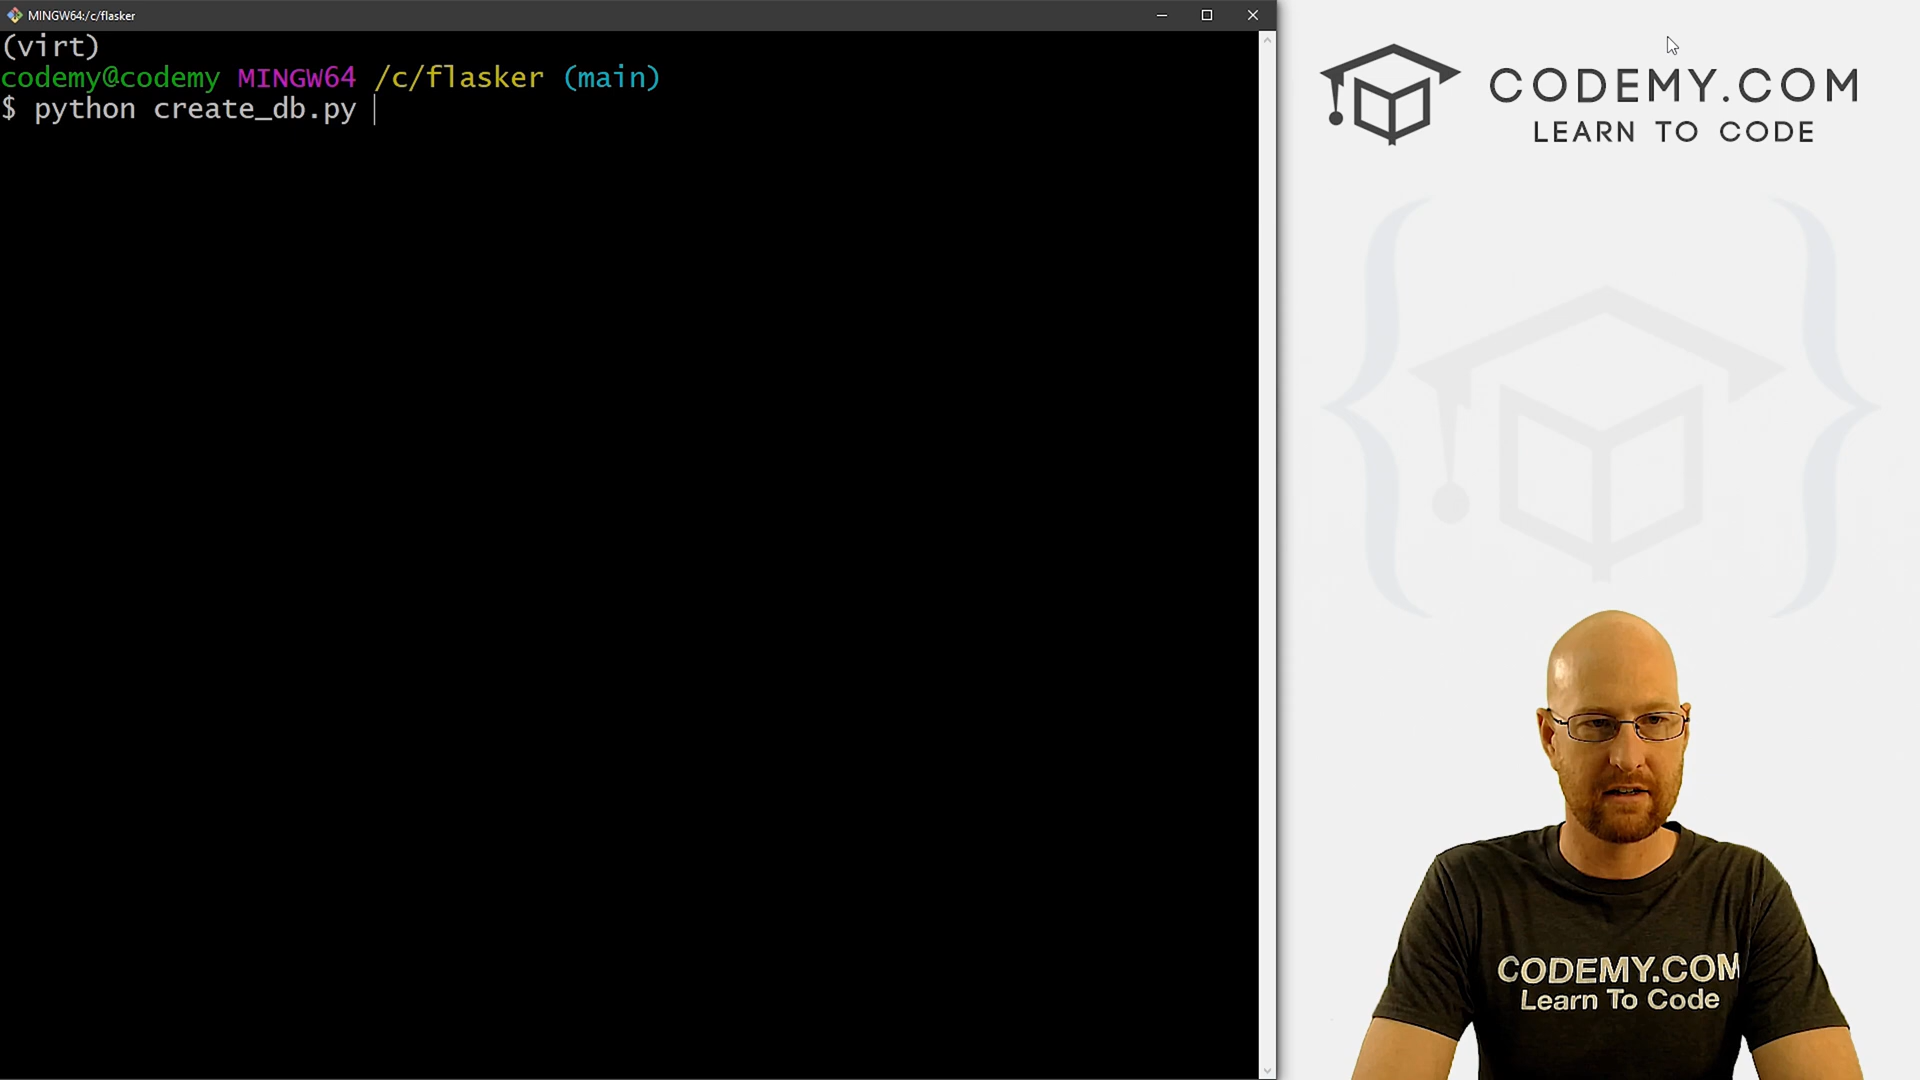 MINGW64:/c/flasker
(virt)
codemy@codemy MINGW64 /c/flasker (main)
$ python create_db.py
CODEMY.COM
LEARN TO CODE
CODEMY.COM
Learn To Code